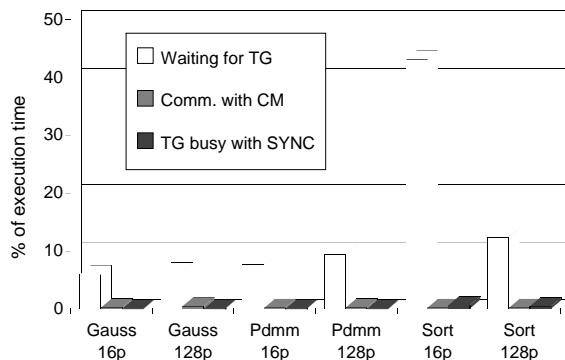 50
Waiting for TG
40
Comm. with CM
30
TG busy with SYNC
20
10
0
% of execution time
Gauss Gauss Pdmm Pdmm Sort Sort
16p 128p 16p 128p 16p 128p